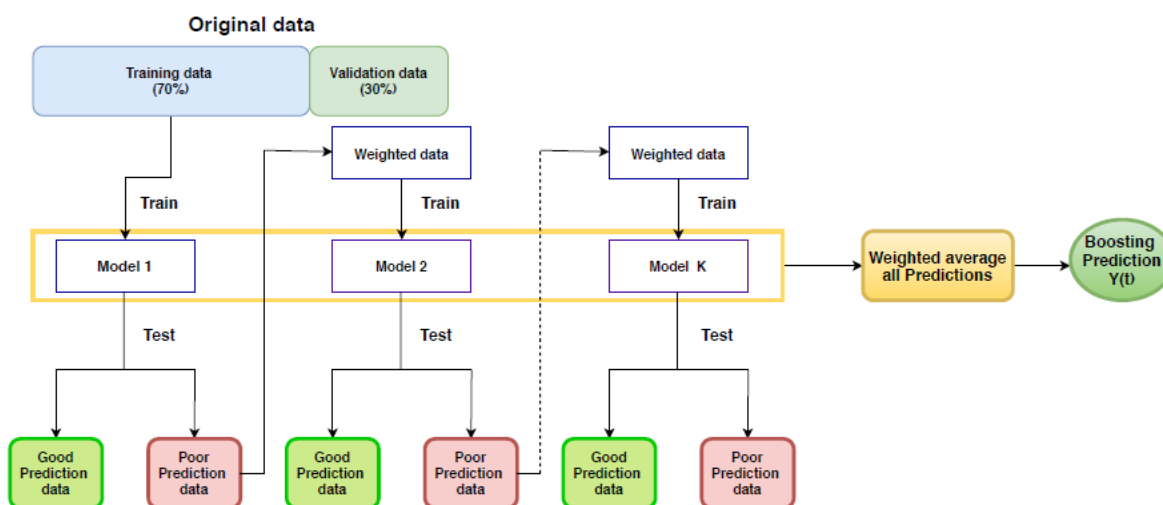 Original data
Training data
(70%)
Validation data
(30%)
Weighted data
Weighted data
Train
Train
Train
Model 1
Model 2
Model K
Weighted average
all Predictions
Boosting
Prediction
Y(t)
Test
Test
Test
Good
Prediction
data
Poor
Prediction
data
Good
Prediction
data
Poor
Prediction
data
Good
Prediction
data
Poor
Prediction
data